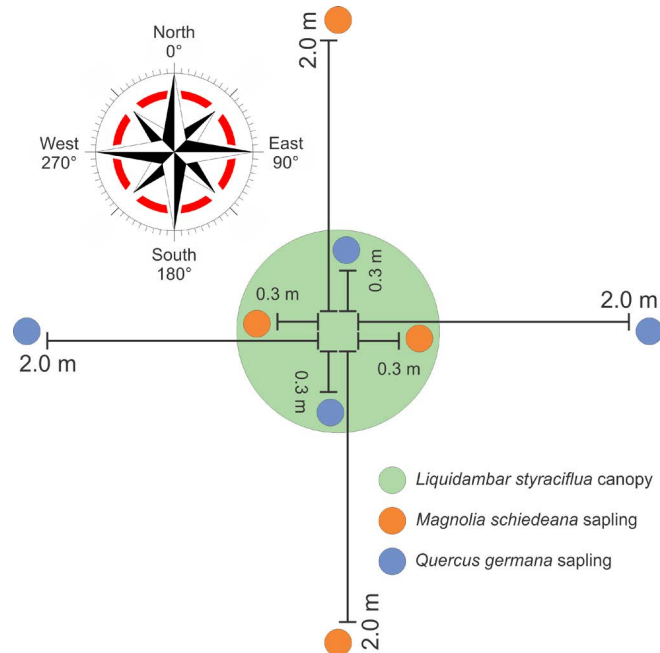 North
0°
2.0 m
West
270°
East
90°
South
180°
0.3 m
0.3 m
2.0 m
2.0 m
0.3 m
0.3 m
Liquidambar styraciflua canopy
Magnolia schiedeana sapling
Quercus germana sapling
2.0 m